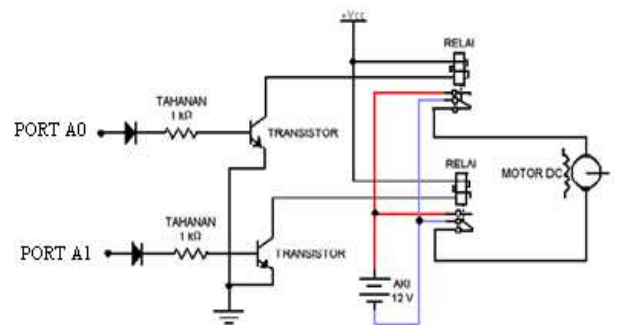 +Vcc
RELAI
TAHANAN
1 kΩ
PORT A0
TRANSISTOR
RELAI
MOTOR DC
TAHANAN
1 kΩ
PORT A1
TRANSISTOR
AKI
12 V